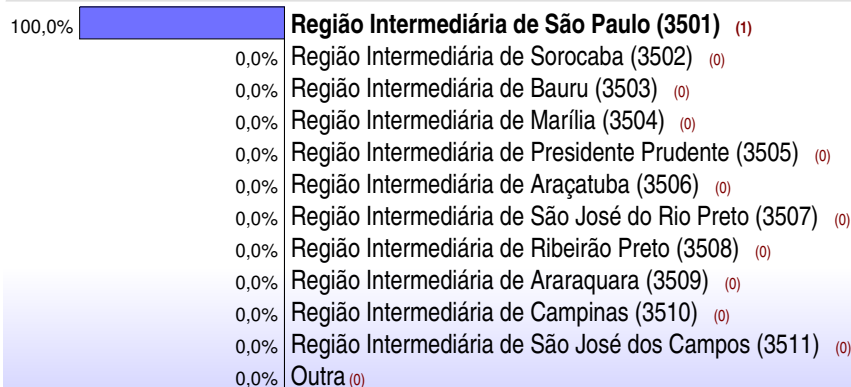 100,0% Região Intermediária de São Paulo (3501) (1)
0,0% Região Intermediária de Sorocaba (3502) (0)
0,0% Região Intermediária de Bauru (3503) (0)
0,0% Região Intermediária de Marília (3504) (0)
0,0% Região Intermediária de Presidente Prudente (3505) (0)
0,0% Região Intermediária de Araçatuba (3506) (0)
0,0% Região Intermediária de São José do Rio Preto (3507) (0)
0,0% Região Intermediária de Ribeirão Preto (3508) (0)
0,0% Região Intermediária de Araraquara (3509) (0)
0,0% Região Intermediária de Campinas (3510) (0)
0,0% Região Intermediária de São José dos Campos (3511) (0)
0,0% Outra (0)